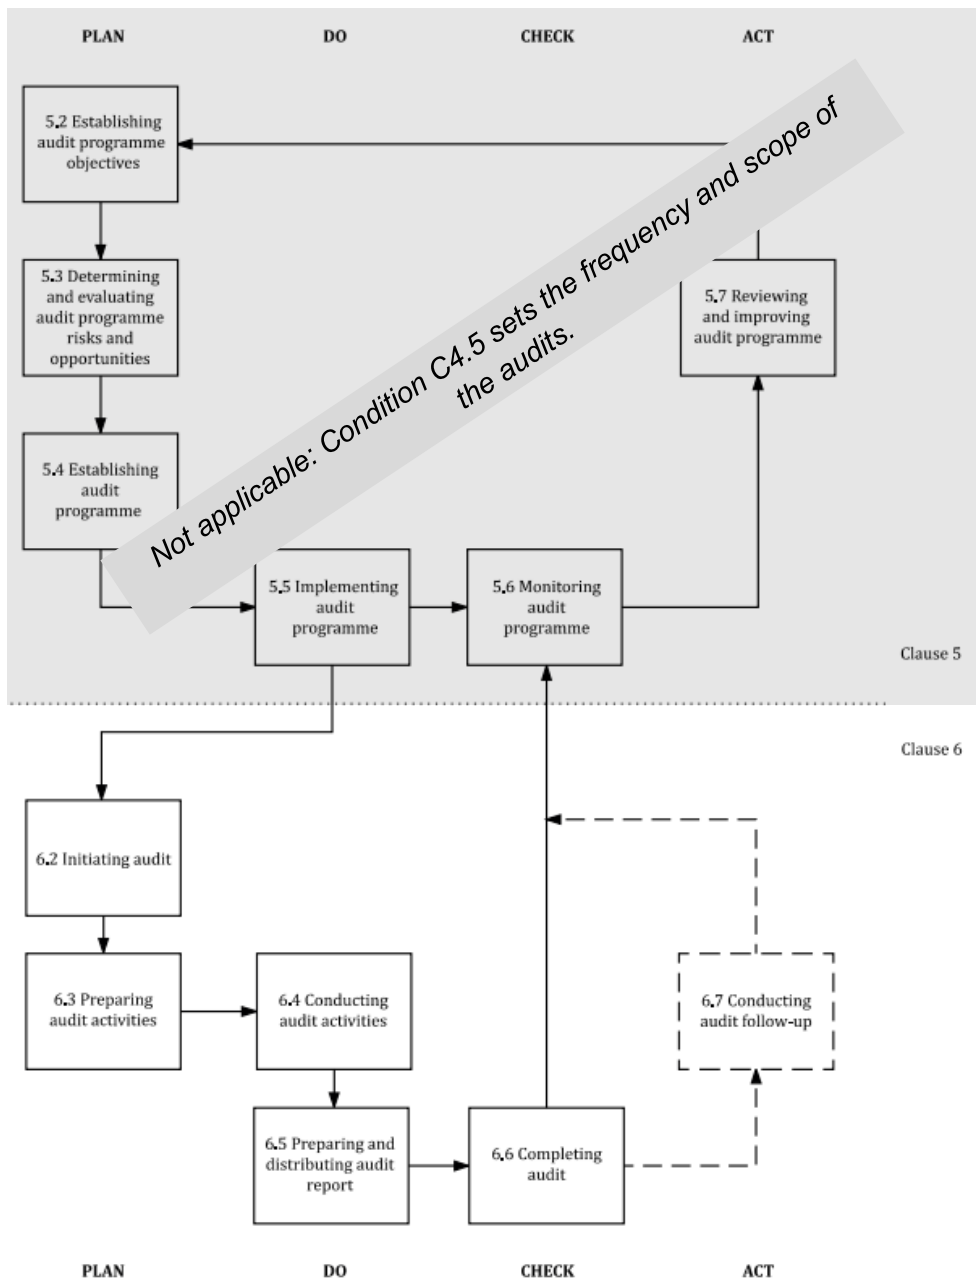 PLAN DO CHECK ACT
5.2 Establishing
audit programme
objectives
5.3 Determining
and evaluating
audit programme
risks and
opportunities
5.4 Establishing
audit
programme
Not applicable: Condition C4.5 sets the frequency and scope of
the audits.
5.7 Reviewing
and improving
audit programme
5.5 Implementing
audit
programme
5.6 Monitoring
audit
programme
Clause 5
Clause 6
6.2 Initiating audit
6.3 Preparing
audit activities
6.4 Conducting
audit activities
6.7 Conducting
audit follow-up
6.5 Preparing and
distributing audit
report
6.6 Completing
audit
PLAN DO CHECK ACT